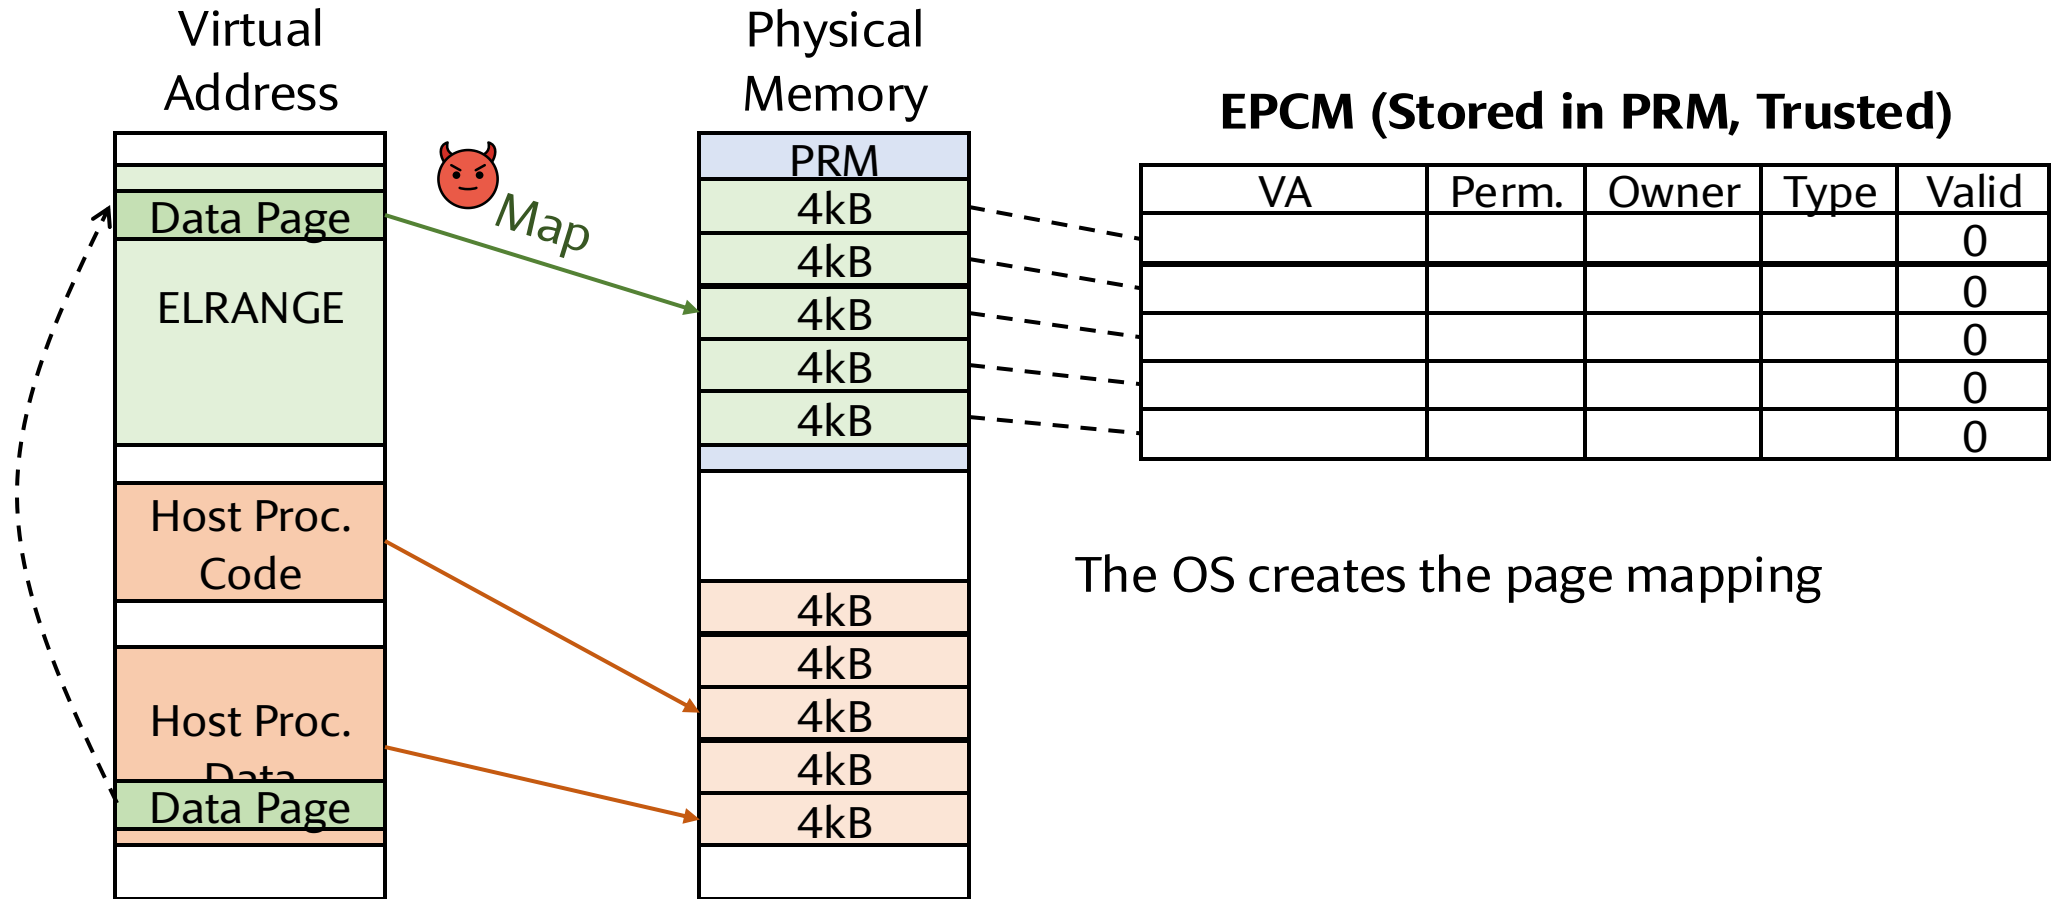 Virtual
Address
Physical
Memory
EPCM (Stored in PRM, Trusted)
Data Page
ELRANGE
Host Proc.
Code
Host Proc.
Data
Data Page
Map
PRM
4kB
4kB
4kB
4kB
4kB
4kB
4kB
4kB
4kB
4kB
VA Perm. Owner Type Valid
0
0
0
0
0
The OS creates the page mapping